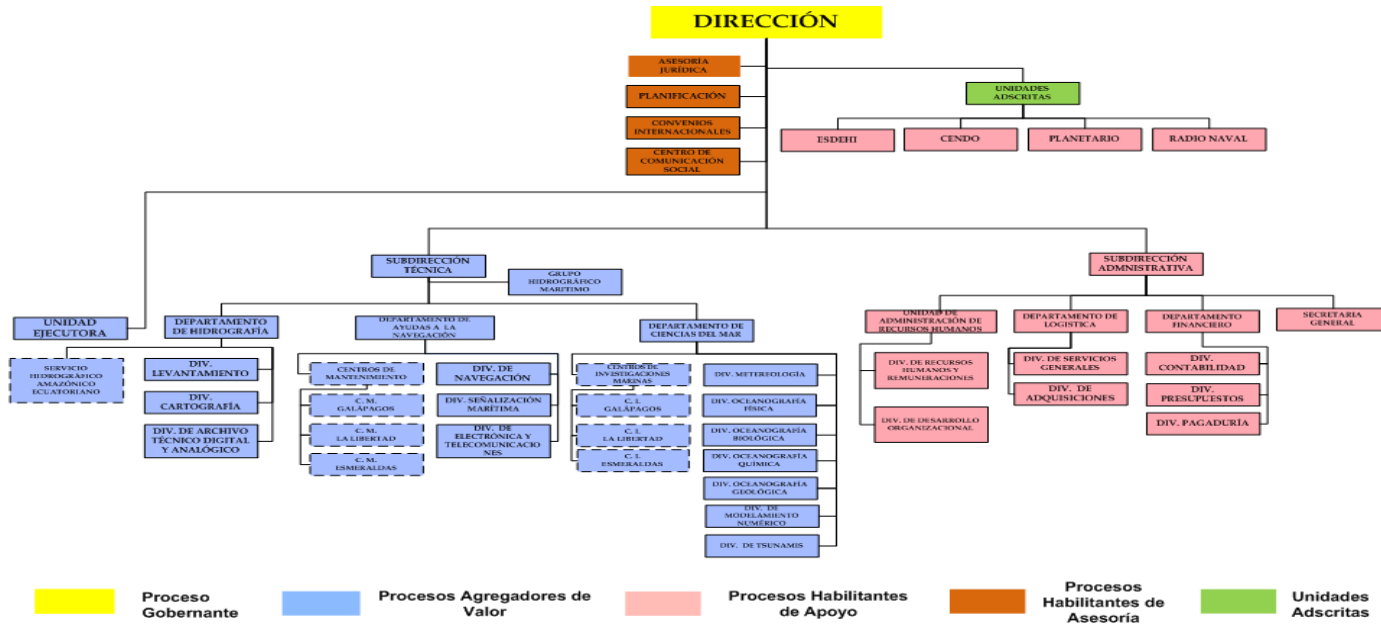 DIRECCIÓN
ASESORÍA
JURÍDICA
PLANIFICACIÓN
CONVENIOS
INTERNACIONALES
CENTRO DE
COMUNICACIÓN
SOCIAL
UNIDADES
ADSCRITAS
ESDEHI
CENDO
PLANETARIO
RADIO NAVAL
SUBDIRECCIÓN
TÉCNICA
GRUPO
HIDROGRÁFICO
MARITIMO
SUBDIRECCIÓN
ADMNISTRATIVA
UNIDAD
EJECUTORA
DEPARTAMENTO
DE HIDROGRAFÍA
DEPARTAMENTO DE
AYUDAS A LA
NAVEGACIÓN
DEPARTAMENTO DE
CIENCIAS DEL MAR
UNIDAD DE
ADMINISTRACIÓN DE
RECURSOS HUMANOS
DEPARTAMENTO DE
LOGISTICA
DEPARTAMENTO
FINANCIERO
SECRETARIA
GENERAL
SERVICIO
HIDROGRÁFICO
AMAZÓNICO
ECUATORIANO
DIV.
LEVANTAMIENTO
DIV.
CARTOGRAFÍA
DIV. DE ARCHIVO
TÉCNICO DIGITAL
Y ANALÓGICO
CENTROS DE
MANTENIMIENTO
C. M.
GALÁPAGOS
C. M.
LA LIBERTAD
C. M.
ESMERALDAS
DIV. DE
NAVEGACIÓN
DIV. SEÑALIZACIÓN
MARÍTIMA
DIV. DE
ELECTRÓNICA Y
TELECOMUNICACIO
NES
CENTROS DE
INVESTIGACIONES
MARINAS
C. I.
GALÁPAGOS
C. I.
LA LIBERTAD
C. I.
ESMERALDAS
DIV. METEREOLOGÍA
DIV. OCEANOGRAFÍA
FÍSICA
DIV. OCEANOGRAFÍA
BIOLÓGICA
DIV. OCEANOGRAFÍA
QUÍMICA
DIV. OCEANOGRAFÍA
GEOLÓGICA
DIV. DE
MODELAMIENTO
NUMÉRICO
DIV. DE TSUNAMIS
DIV. DE RECURSOS
HUMANOS Y
REMUNERACIONES
DIV. DE DESARROLLO
ORGANIZACIONAL
DIV. DE SERVICIOS
GENERALES
DIV. DE
ADQUISICIONES
DIV.
CONTABILIDAD
DIV.
PRESUPUESTOS
DIV. PAGADURÍA
Proceso
Gobernante
Procesos Agregadores de
Valor
Procesos Habilitantes
de Apoyo
Procesos
Habilitantes de
Asesoría
Unidades
Adscritas